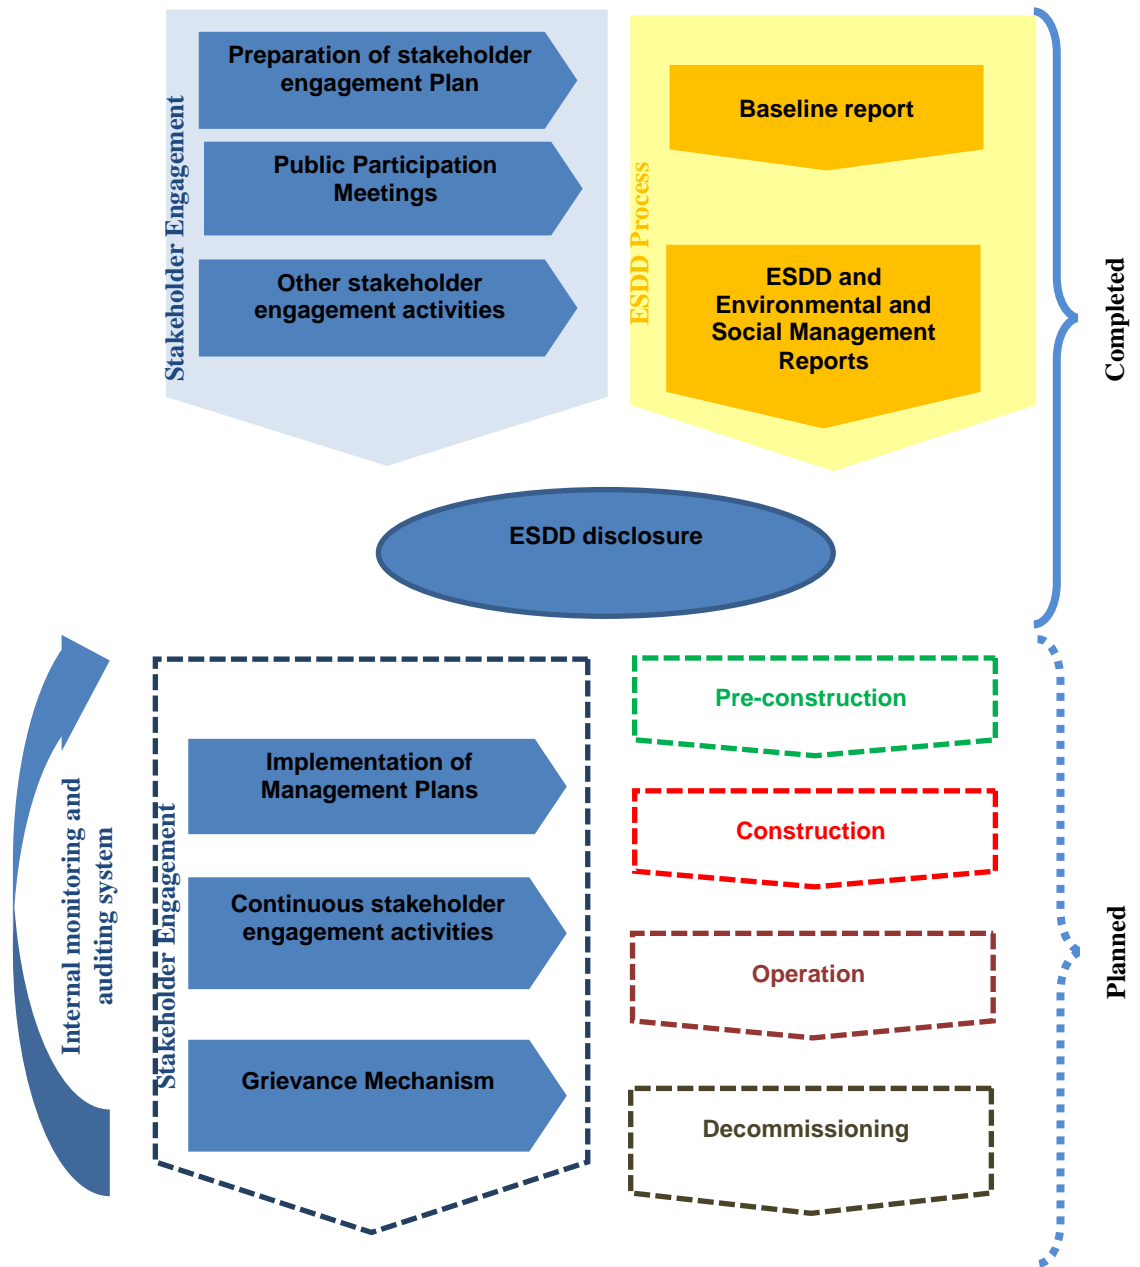 Stakeholder Engagement
Preparation of stakeholder
engagement Plan
Public Participation
Meetings
Other stakeholder
engagement activities
ESDD Process
Baseline report
ESDD and
Environmental and
Social Management
Reports
Completed
ESDD disclosure
Internal monitoring and
auditing system
Stakeholder Engagement
Implementation of
Management Plans
Continuous stakeholder
engagement activities
Grievance Mechanism
Pre-construction
Construction
Operation
Decommissioning
Planned